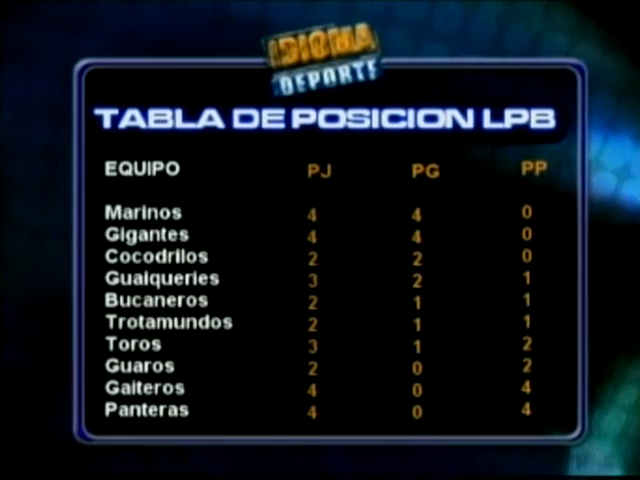 IDIOMA
DEPORTE
TABLA DE POSICION LPB
EQUIPO PJ PG PP
Marinos 4 4 0
Gigantes 4 4 0
Cocodrilos 2 2 0
Guaiqueries 3 2 1
Bucaneros 2 1 1
Trotamundos 2 1 1
Toros 3 1 2
Guaros 2 0 2
Gaiteros 4 0 4
Panteras 4 0 4